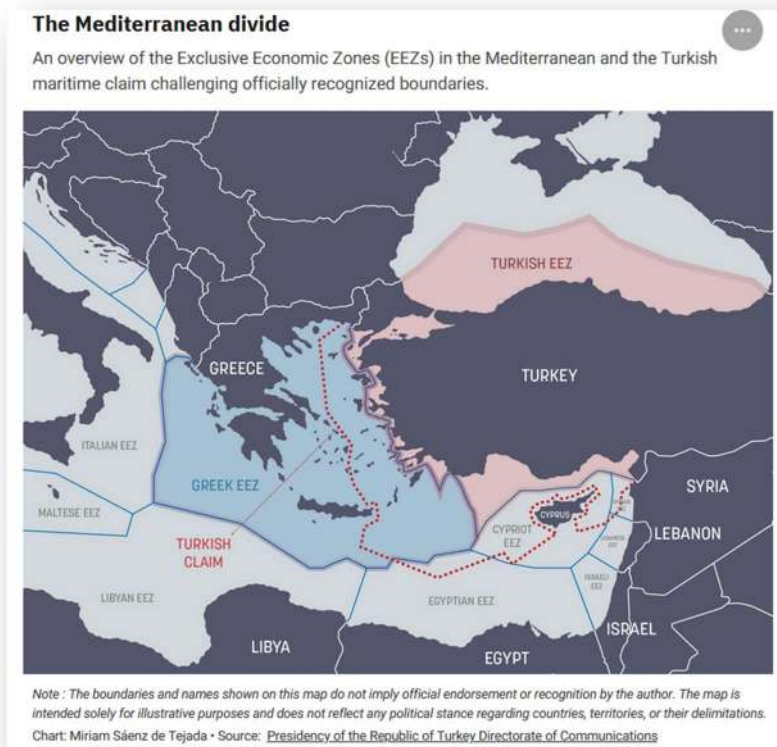 The Mediterranean divide
An overview of the Exclusive Economic Zones (EEZs) in the Mediterranean and the Turkish
maritime claim challenging officially recognized boundaries.
TURKISH EEZ
GREECE
TURKEY
ITALIAN EEZ
GREEK EEZ
MALTESE EEZ
SYRIA
CYPRUS
CYPRIOT
EEZ
LEBANON
TURKISH
CLAIM
ISRAELI
EEZ
LIBYAN EEZ
EGYPTIAN EEZ
ISRAEL
LIBYA
EGYPT
Note : The boundaries and names shown on this map do not imply official endorsement or recognition by the author. The map is
intended solely for illustrative purposes and does not reflect any political stance regarding countries, territories, or their delimitations.
Chart: Miriam Sáenz de Tejada • Source: Presidency of the Republic of Turkey Directorate of Communications